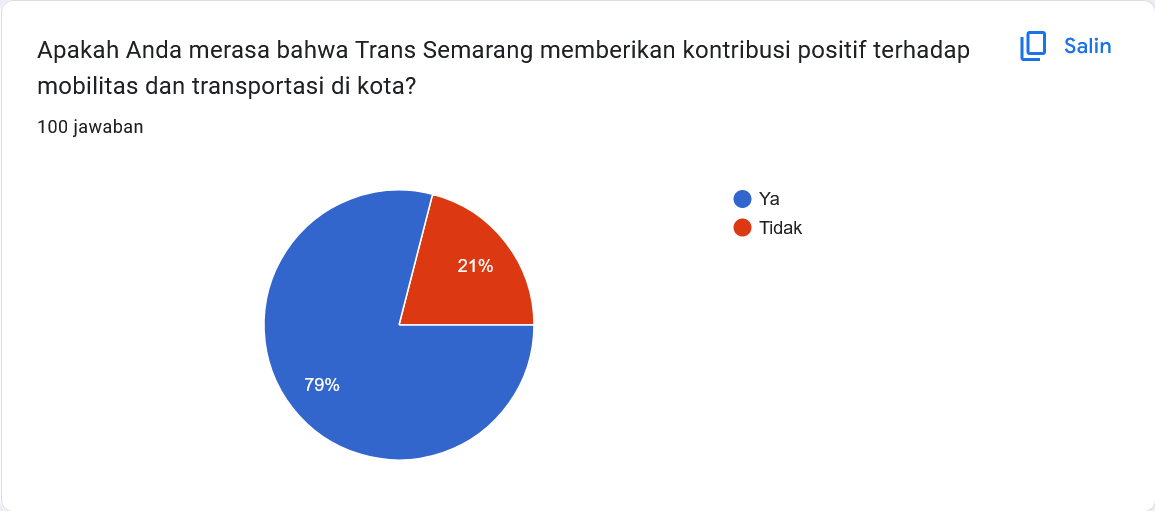 Apakah Anda merasa bahwa Trans Semarang memberikan kontribusi positif terhadap
mobilitas dan transportasi di kota?
Salin
100 jawaban
Ya
Tidak
21%
79%